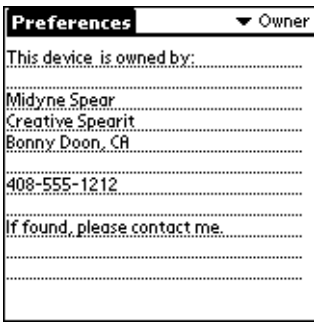 Preferences
Owner
This device is owned by:
Midyne Spear
Creative Spearit
Bonny Doon, CA
408-555-1212
If found, please contact me.